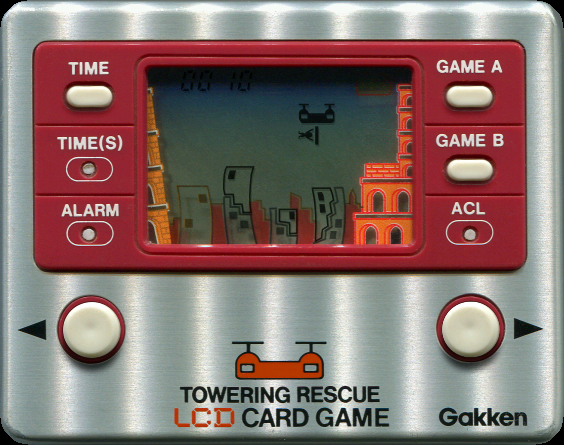 TIME
GAME A
00 10
TIME(S)
GAME B
ALARM
ACL
TOWERING RESCUE
LCD CARD GAME
Gakken